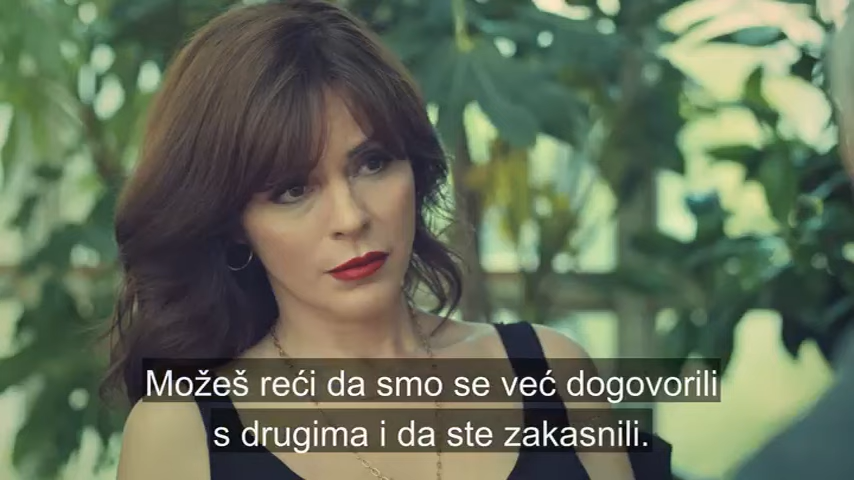 Možeš reći da smo se već dogovorili
s drugima i da ste zakasnili.